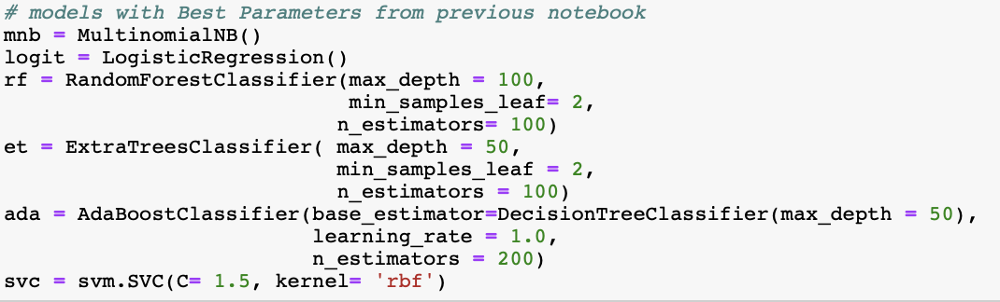 # models with Best Parameters from previous notebook
mnb = MultinomialNB()
logit = LogisticRegression()
rf = RandomForestClassifier(max_depth = 100,
                            min_samples_leaf= 2,
                           n_estimators= 100)
et = ExtraTreesClassifier( max_depth = 50,
                           min_samples_leaf = 2,
                           n_estimators = 100)
ada = AdaBoostClassifier(base_estimator=DecisionTreeClassifier(max_depth = 50),
                         learning_rate = 1.0,
                         n_estimators = 200)
svc = svm.SVC(C= 1.5, kernel= 'rbf')